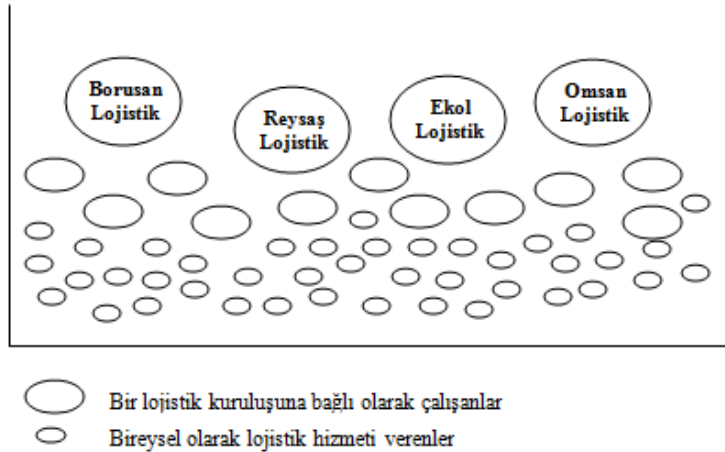 Borusan
Lojistik
Reysaş
Lojistik
Ekol
Lojistik
Omsan
Lojistik
Bir lojistik kuruluşuna bağlı olarak çalışanlar
Bireysel olarak lojistik hizmeti verenler